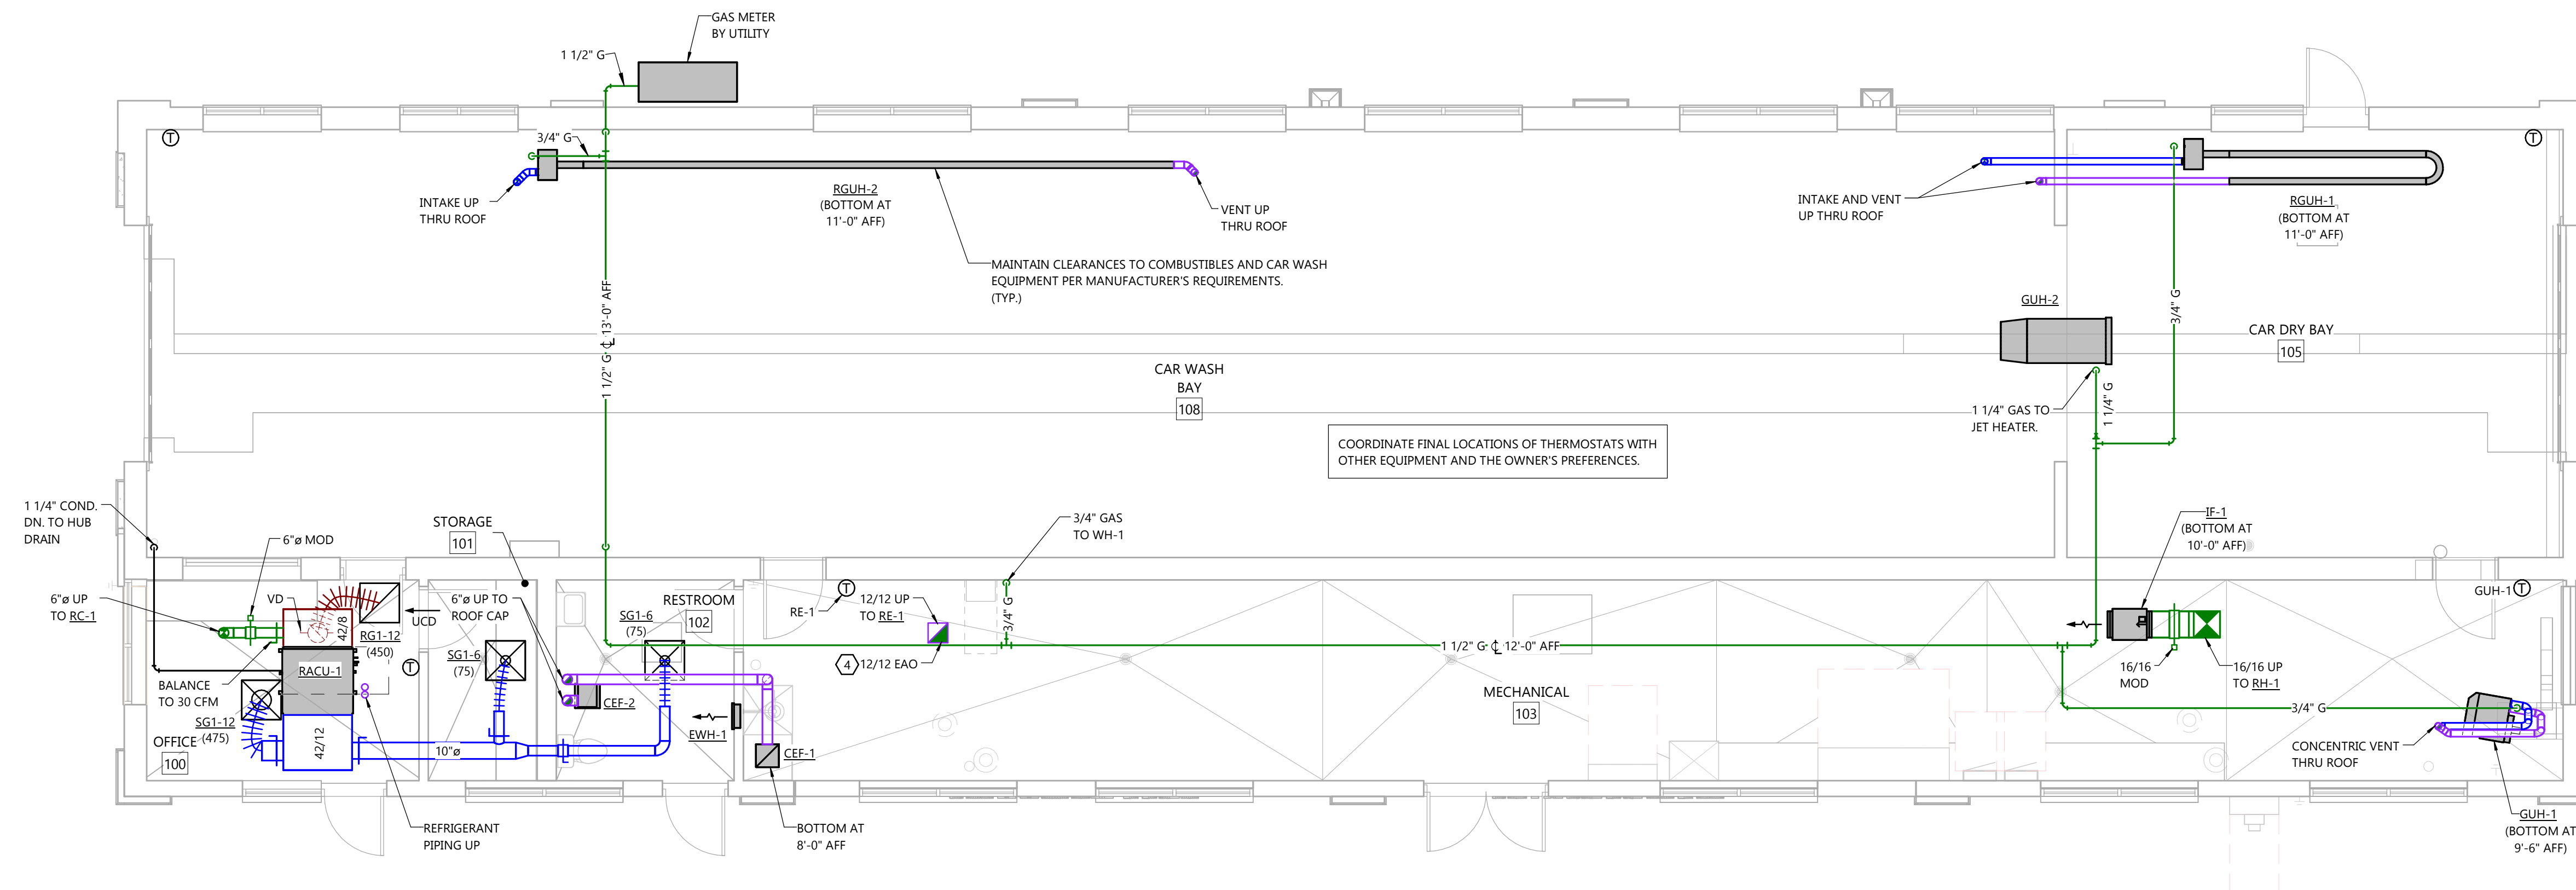 GAS METER
BY UTILITY
1 1/2" G
3/4" G
T
T
INTAKE UP
THRU ROOF
RGUH-2
(BOTTOM AT
11'-0" AFF)
VENT UP
THRU ROOF
INTAKE AND VENT
UP THRU ROOF
RGUH-1
(BOTTOM AT
11'-0" AFF)
MAINTAIN CLEARANCES TO COMBUSTIBLES AND CAR WASH
EQUIPMENT PER MANUFACTURER'S REQUIREMENTS.
(TYP.)
1 1/2" G ℄ 13'-0" AFF
GUH-2
3/4" G
CAR DRY BAY
105
CAR WASH
BAY
108
1 1/4" GAS TO
JET HEATER.
1 1/4" G
COORDINATE FINAL LOCATIONS OF THERMOSTATS WITH
OTHER EQUIPMENT AND THE OWNER'S PREFERENCES.
1 1/4" COND.
DN. TO HUB
DRAIN
6"ø MOD
STORAGE
101
3/4" GAS
TO WH-1
IF-1
(BOTTOM AT
10'-0" AFF)
6"ø UP
TO RC-1
VD
42/8
UCD
RG1-12
(450)
6"ø UP TO
ROOF CAP
SG1-6
(75)
RESTROOM
102
RE-1
T
12/12 UP
TO RE-1
3/4" G
GUH-1
T
BALANCE
TO 30 CFM
RACU-1
T
SG1-6
(75)
4
12/12 EAO
1 1/2" G ℄ 12'-0" AFF
16/16
MOD
16/16 UP
TO RH-1
SG1-12
(475)
OFFICE
100
42/12
10"ø
CEF-2
EWH-1
CEF-1
MECHANICAL
103
3/4" G
CONCENTRIC VENT
THRU ROOF
REFRIGERANT
PIPING UP
BOTTOM AT
8'-0" AFF
GUH-1
(BOTTOM AT
9'-6" AFF)